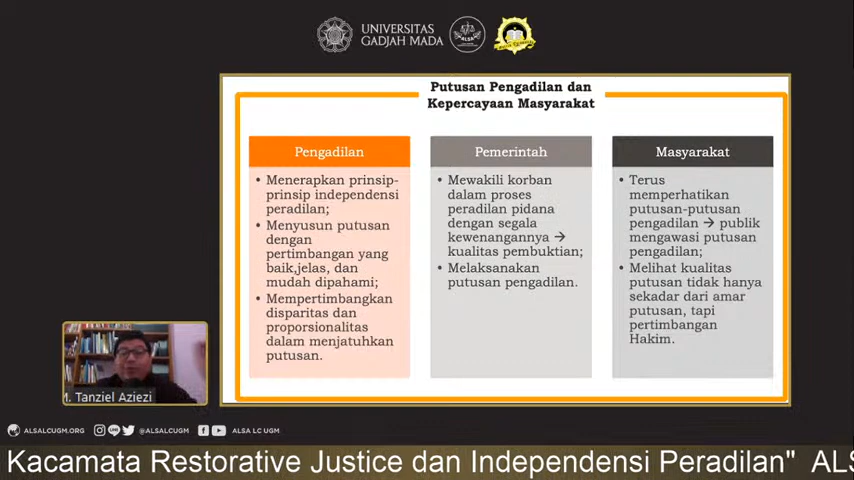 UNIVERSITAS
GADJAH MADA
Putusan Pengadilan dan
Kepercayaan Masyarakat
Pengadilan
• Menerapkan prinsip-
prinsip independensi
peradilan;
• Menyusun putusan
dengan
pertimbangan yang
baik,jelas, dan
mudah dipahami;
• Mempertimbangkan
disparitas dan
proporsionalitas
dalam menjatuhkan
putusan.
Pemerintah
• Mewakili korban
dalam proses
peradilan pidana
dengan segala
kewenangannya →
kualitas pembuktian;
• Melaksanakan
putusan pengadilan.
Masyarakat
• Terus
memperhatikan
putusan-putusan
pengadilan → publik
mengawasi putusan
pengadilan;
• Melihat kualitas
putusan tidak hanya
sekadar dari amar
putusan, tapi
pertimbangan
Hakim.
M. Tanziel Aziezi
ALSALCUGM.ORG @ALSALCUGM ALSA LC UGM
Kacamata Restorative Justice dan Independensi Peradilan" ALS